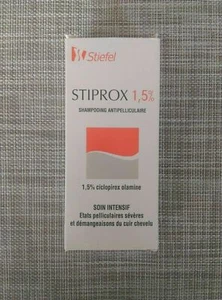 Stiefel
STIPROX 1,5%
SHAMPOOING ANTIPELLICULAIRE
1.5% ciclopirox olamine
SOIN INTENSIF
Etats pelliculaires sévères
et démangeaisons du cuir chevelu